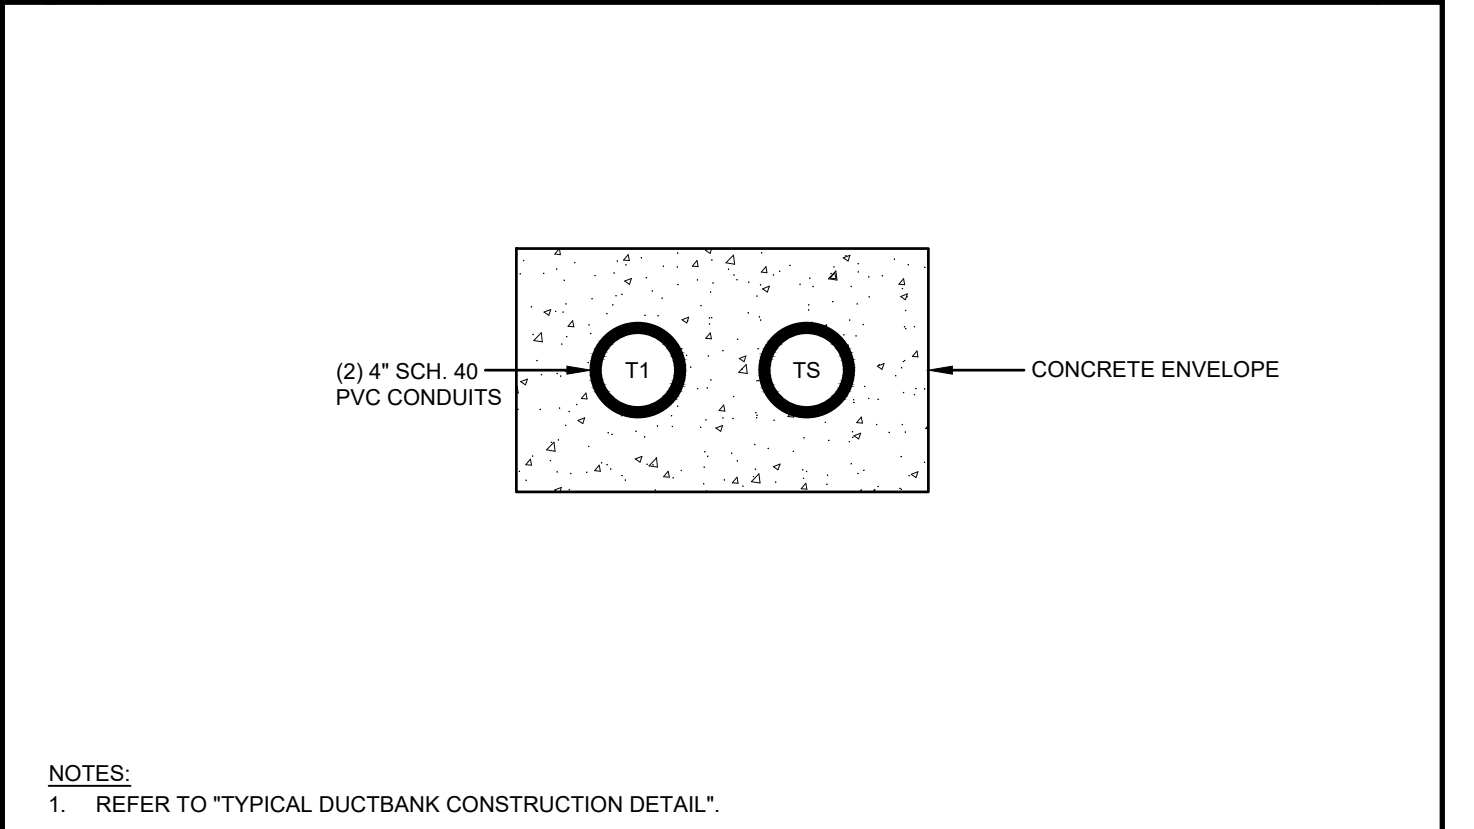 (2) 4" SCH. 40
PVC CONDUITS
T1
TS
CONCRETE ENVELOPE
NOTES:
1. REFER TO "TYPICAL DUCTBANK CONSTRUCTION DETAIL".